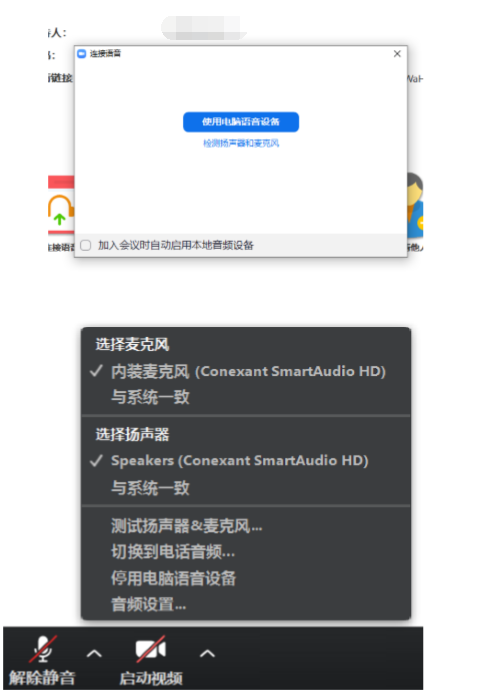 人:
连接语音
链接
使用电脑语音设备
检测扬声器和麦克风
加入会议时自动启用本地音频设备
选择麦克风
内装麦克风 (Conexant SmartAudio HD)
与系统一致
选择扬声器
Speakers (Conexant SmartAudio HD)
与系统一致
测试扬声器&麦克风...
切换到电话音频...
停用电脑语音设备
音频设置...
解除静音 启动视频